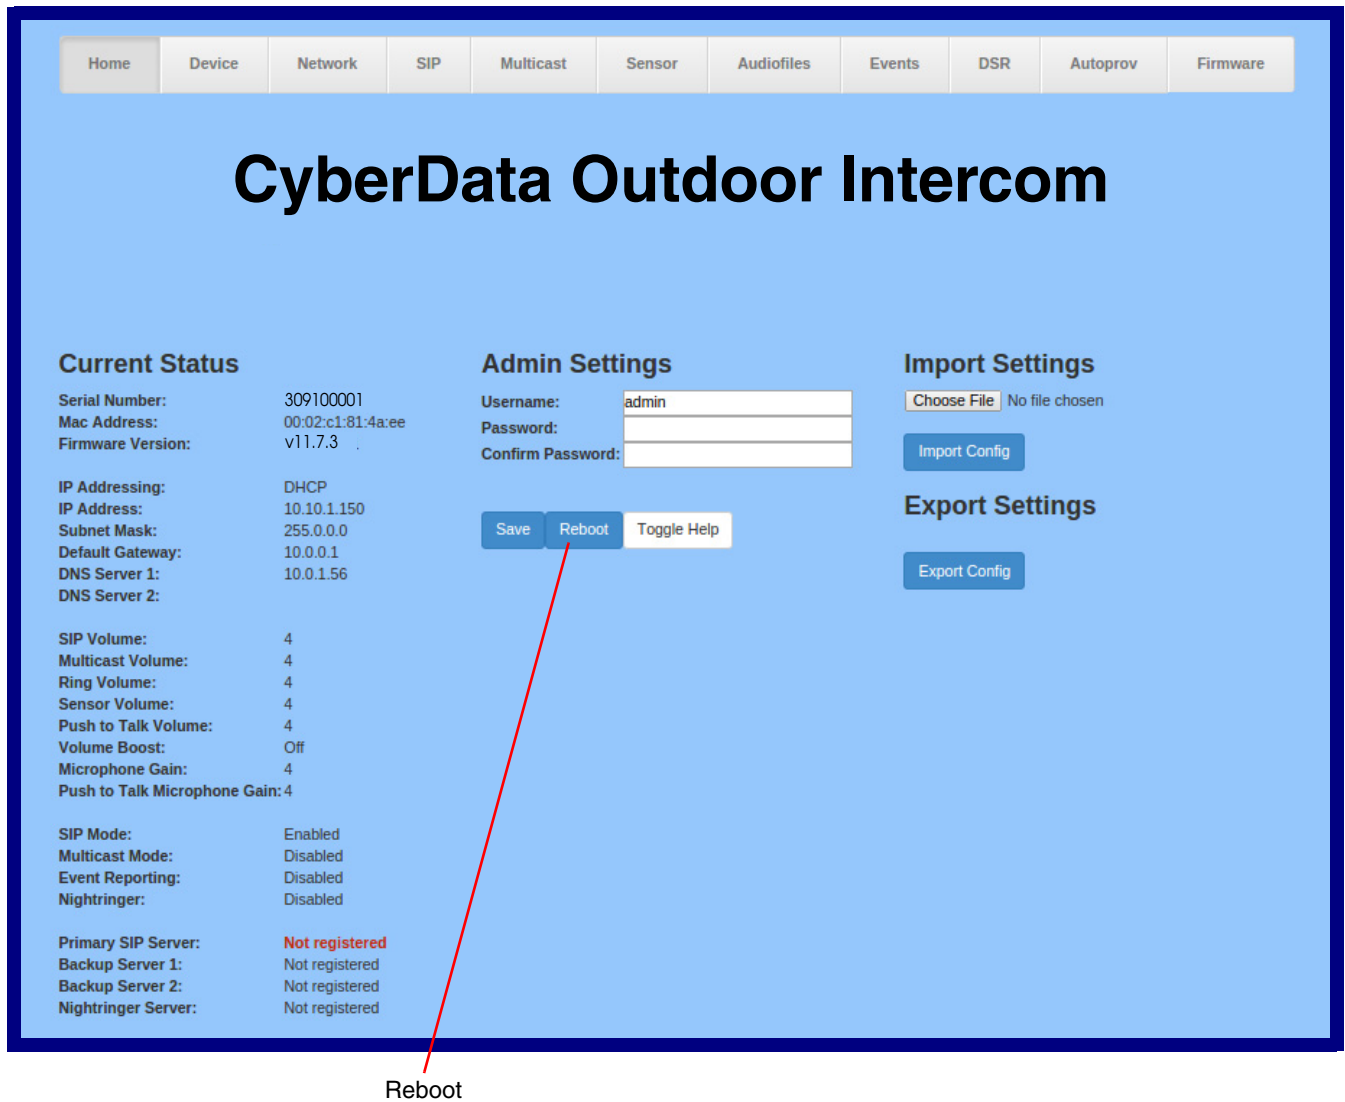 Home Device Network SIP Multicast Sensor Audiofiles Events DSR Autoprov Firmware
CyberData Outdoor Intercom
Current Status
Serial Number: 309100001
Mac Address: 00:02:c1:81:4a:ee
Firmware Version: v11.7.3
IP Addressing: DHCP
IP Address: 10.10.1.150
Subnet Mask: 255.0.0.0
Default Gateway: 10.0.0.1
DNS Server 1: 10.0.1.56
DNS Server 2:
SIP Volume: 4
Multicast Volume: 4
Ring Volume: 4
Sensor Volume: 4
Push to Talk Volume: 4
Volume Boost: Off
Microphone Gain: 4
Push to Talk Microphone Gain: 4
SIP Mode: Enabled
Multicast Mode: Disabled
Event Reporting: Disabled
Nightringer: Disabled
Primary SIP Server: Not registered
Backup Server 1: Not registered
Backup Server 2: Not registered
Nightringer Server: Not registered
Admin Settings
Username: admin
Password:
Confirm Password:
Save Reboot Toggle Help
Import Settings
Choose File No file chosen
Import Config
Export Settings
Export Config
Reboot